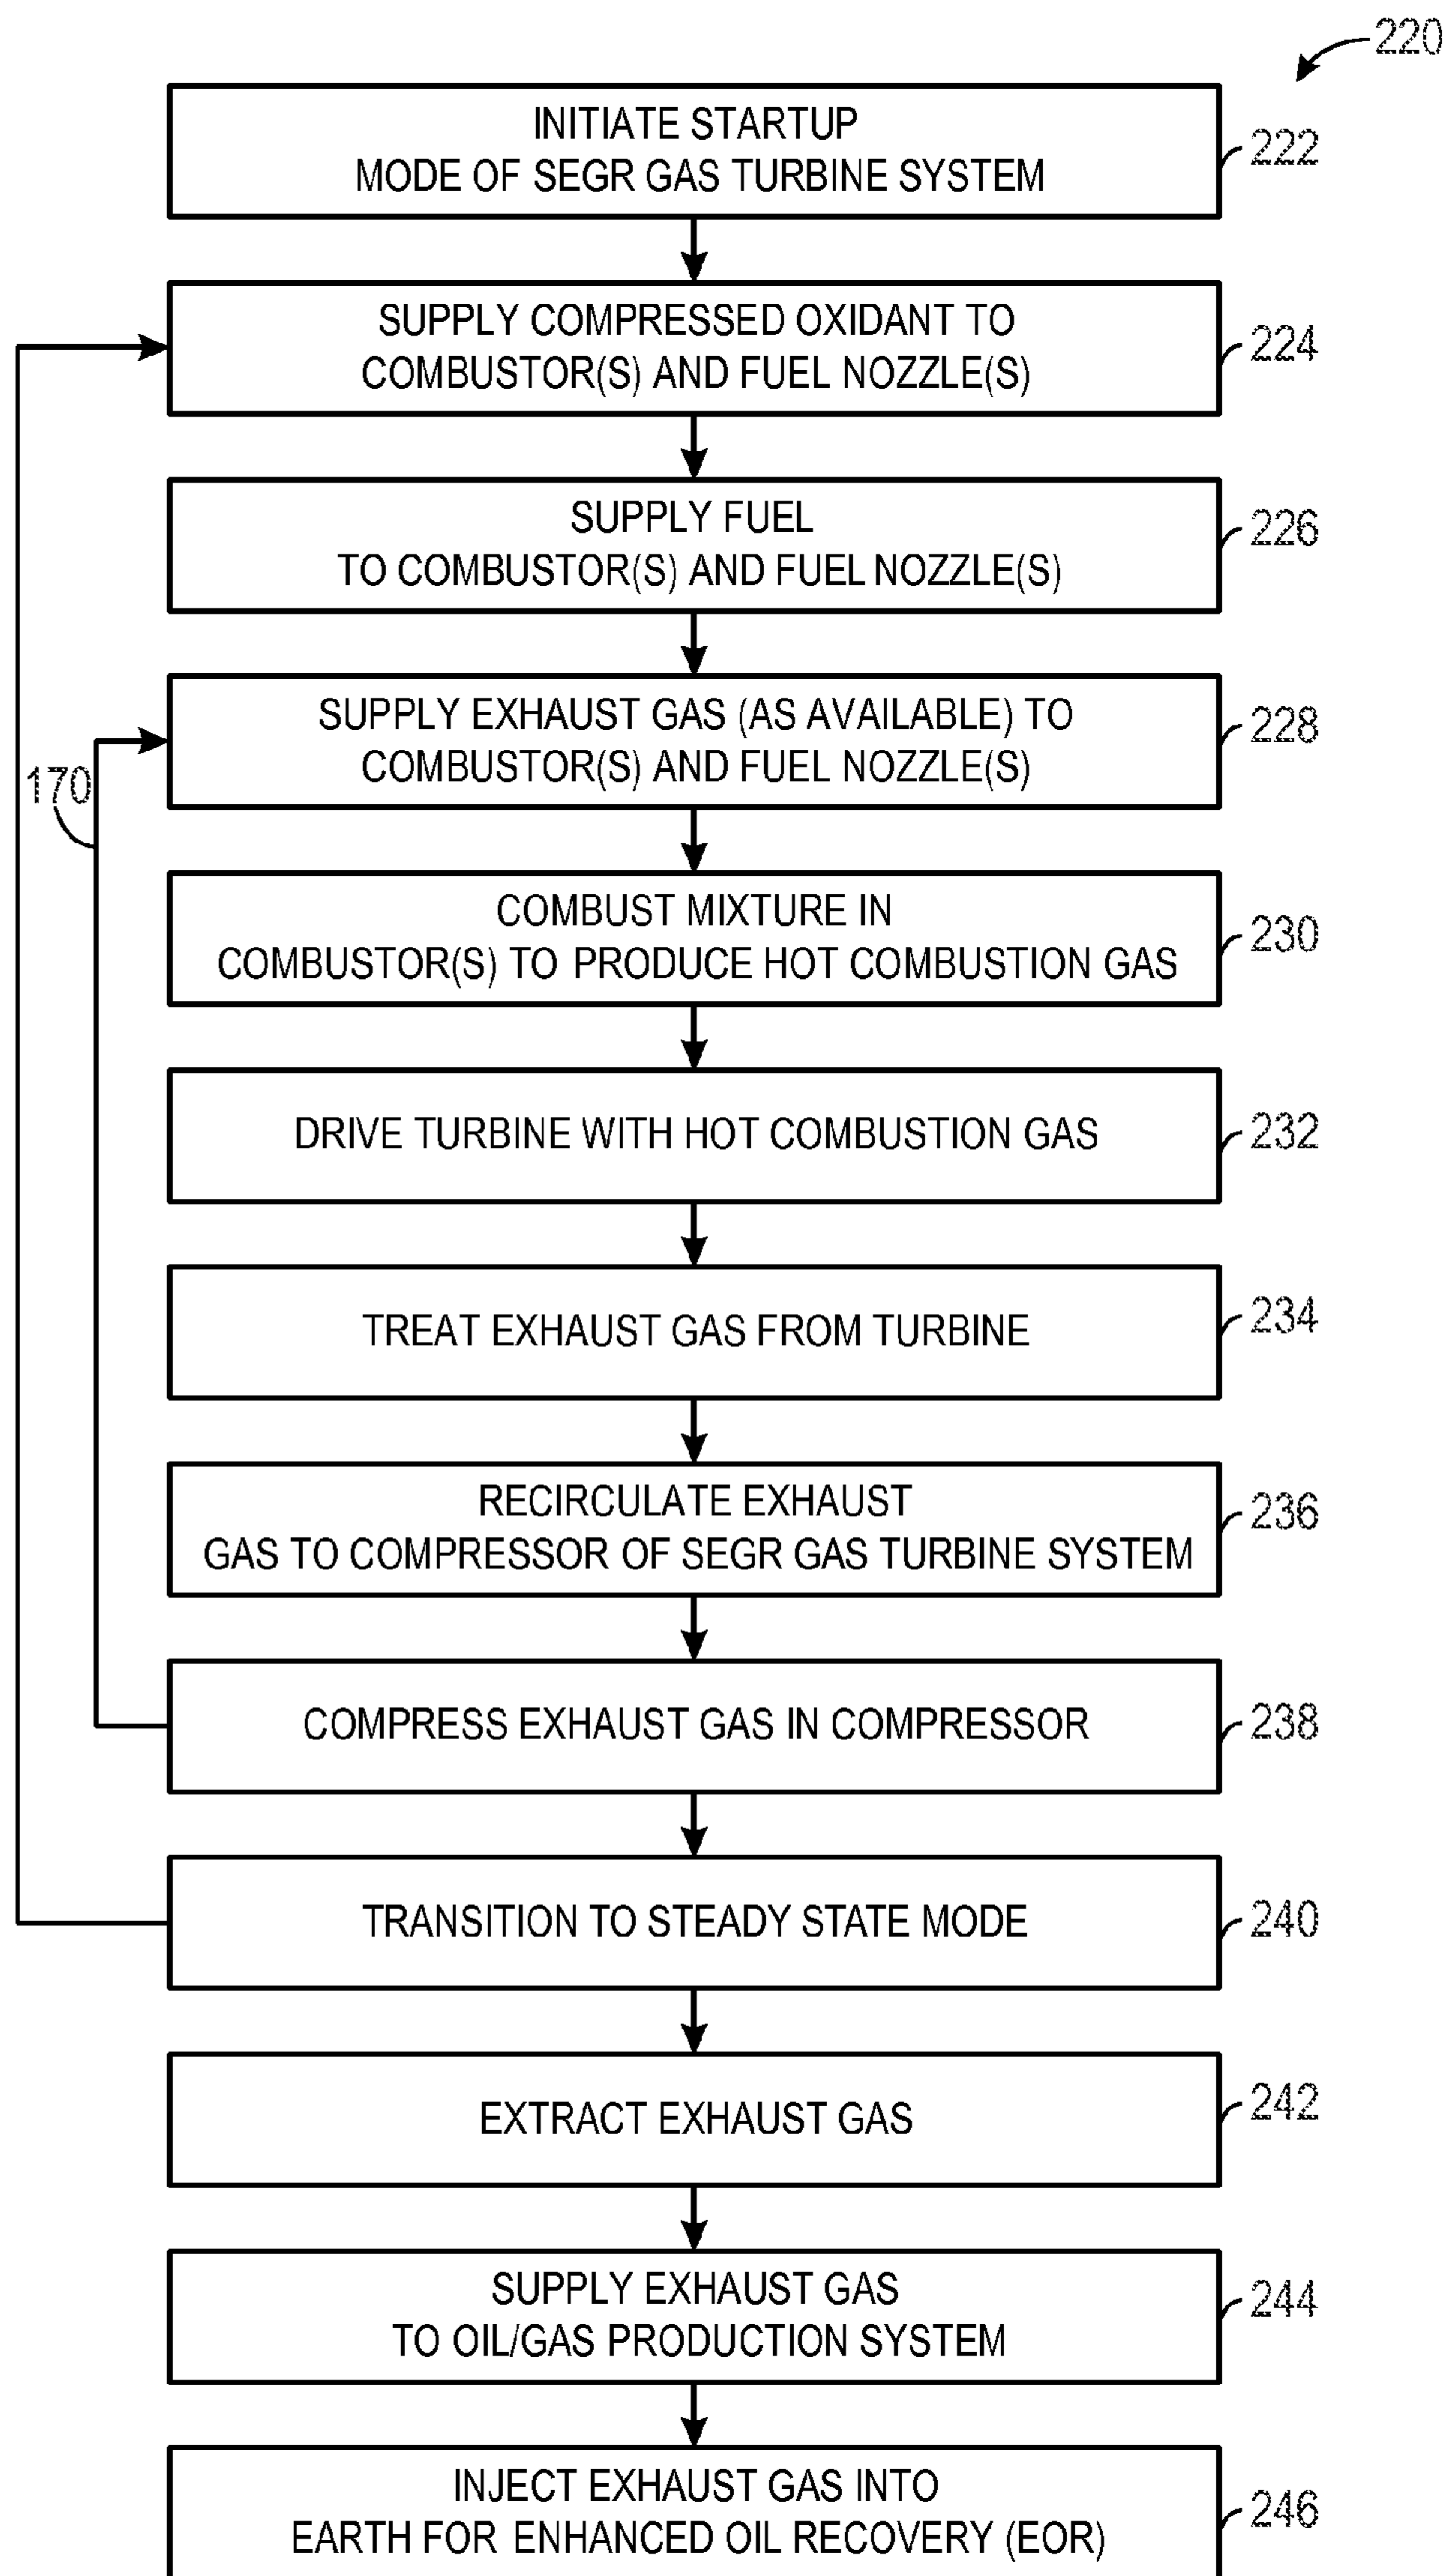 220
INITIATE STARTUP
MODE OF SEGR GAS TURBINE SYSTEM
222
SUPPLY COMPRESSED OXIDANT TO
COMBUSTOR(S) AND FUEL NOZZLE(S)
224
SUPPLY FUEL
TO COMBUSTOR(S) AND FUEL NOZZLE(S)
226
SUPPLY EXHAUST GAS (AS AVAILABLE) TO
COMBUSTOR(S) AND FUEL NOZZLE(S)
228
170
COMBUST MIXTURE IN
COMBUSTOR(S) TO PRODUCE HOT COMBUSTION GAS
230
DRIVE TURBINE WITH HOT COMBUSTION GAS
232
TREAT EXHAUST GAS FROM TURBINE
234
RECIRCULATE EXHAUST
GAS TO COMPRESSOR OF SEGR GAS TURBINE SYSTEM
236
COMPRESS EXHAUST GAS IN COMPRESSOR
238
TRANSITION TO STEADY STATE MODE
240
EXTRACT EXHAUST GAS
242
SUPPLY EXHAUST GAS
TO OIL/GAS PRODUCTION SYSTEM
244
INJECT EXHAUST GAS INTO
EARTH FOR ENHANCED OIL RECOVERY (EOR)
246